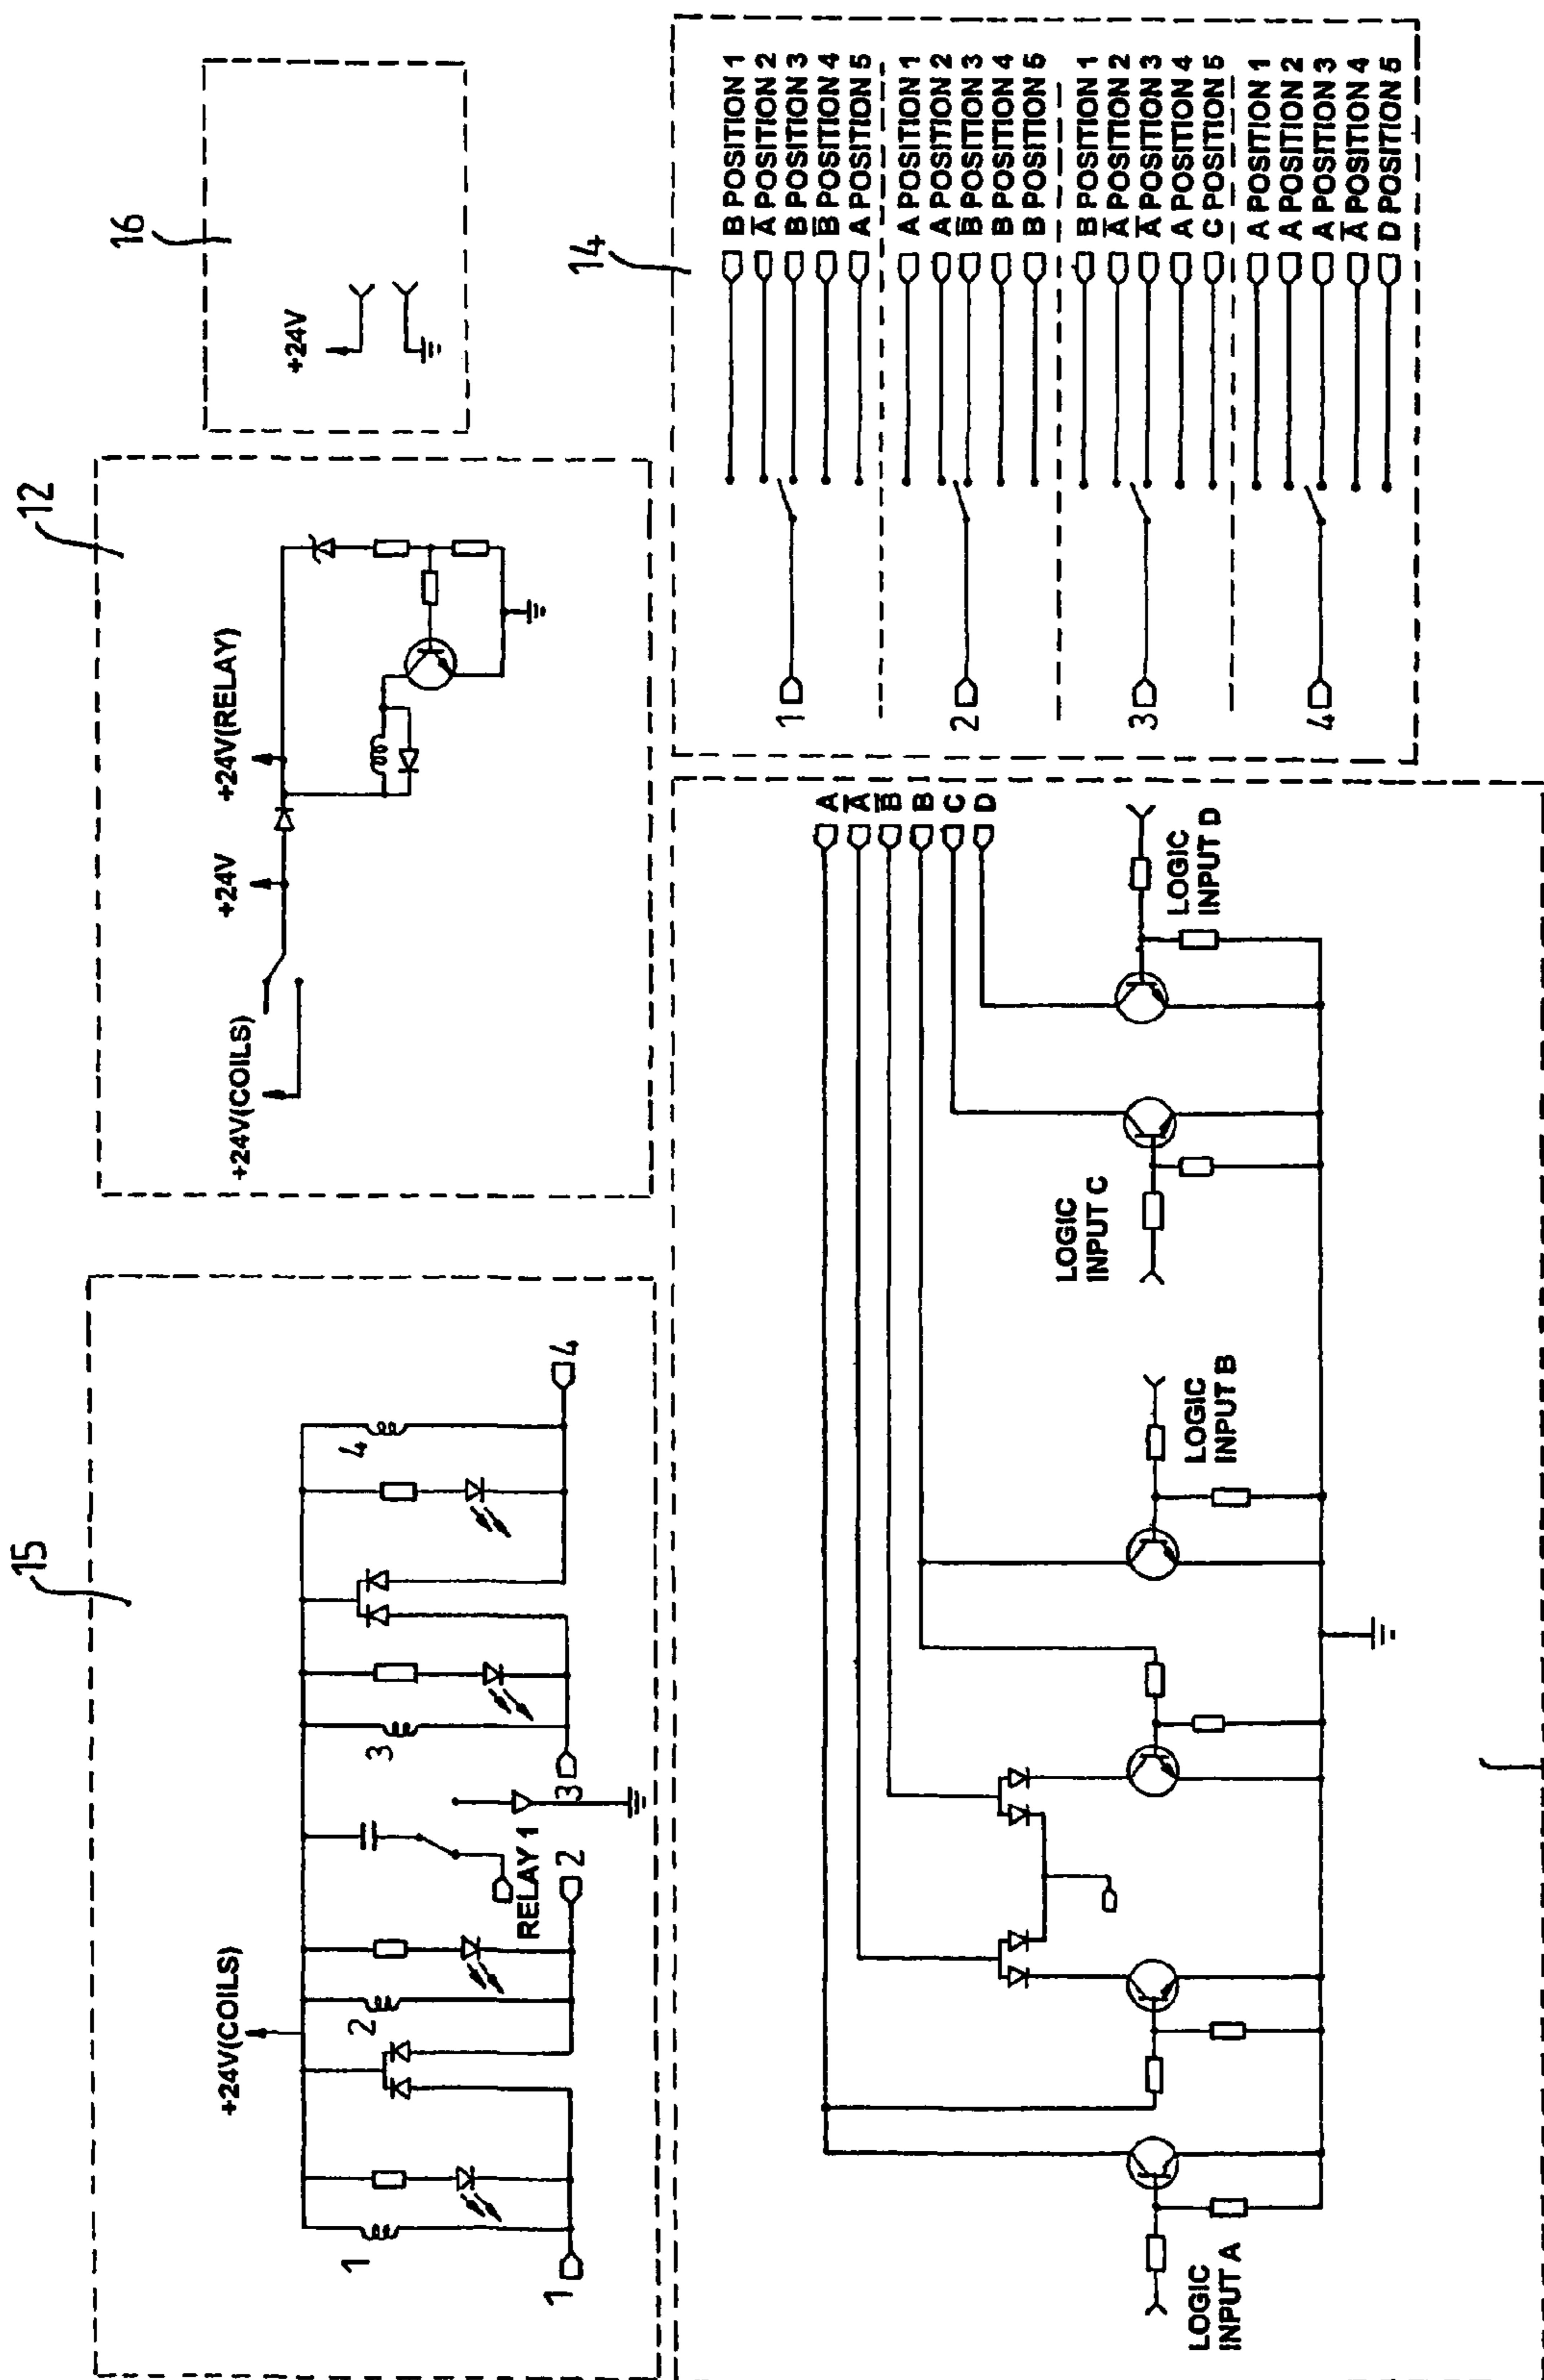 15
+24V(COILS)
1
2
3
4
1
RELAY 1
2
3
4
12
+24V(COILS)
+24V
+24V(RELAY)
16
+24V
A
A̅
B̅
B
C
D
LOGIC
INPUT A
LOGIC
INPUT B
LOGIC
INPUT C
LOGIC
INPUT D
14
1
B POSITION 1
A̅ POSITION 2
B POSITION 3
B̅ POSITION 4
A POSITION 5
2
A POSITION 1
A POSITION 2
B̅ POSITION 3
B POSITION 4
B POSITION 5
3
B POSITION 1
A̅ POSITION 2
A̅ POSITION 3
A POSITION 4
C POSITION 5
4
A POSITION 1
A POSITION 2
A POSITION 3
A̅ POSITION 4
D POSITION 5